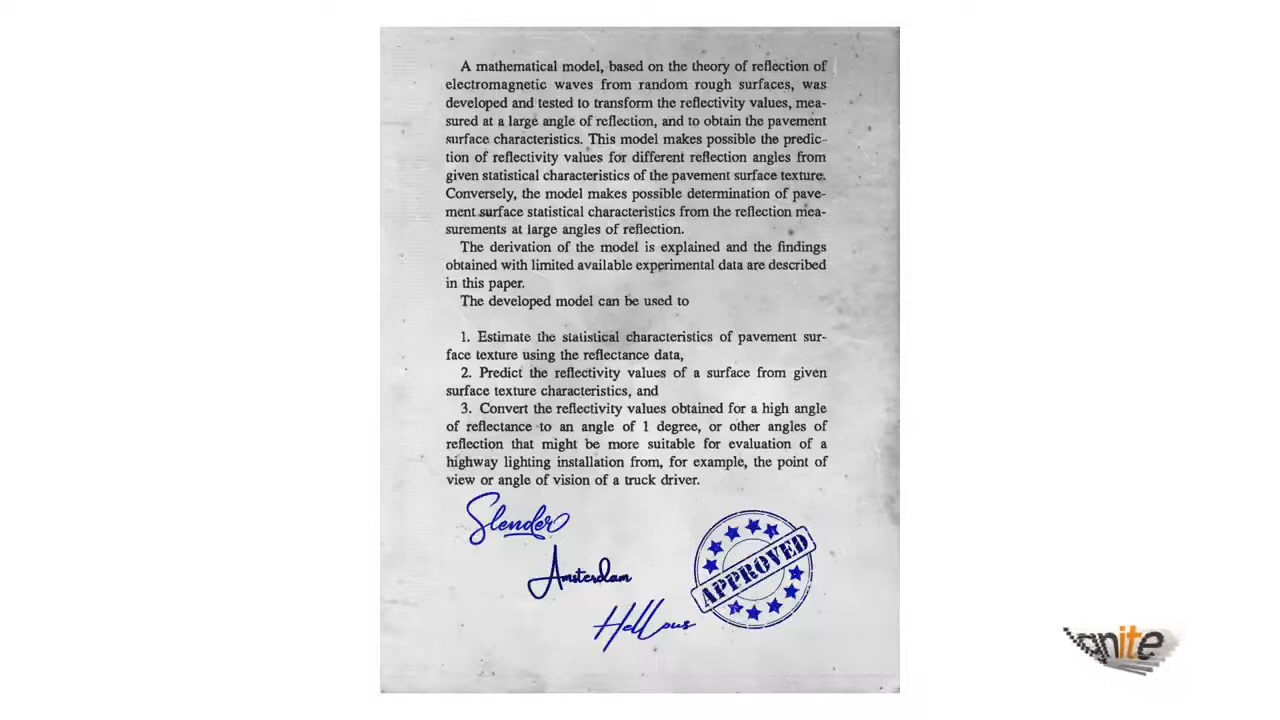 A mathematical model, based on the theory of reflection of
electromagnetic waves from random rough surfaces, was
developed and tested to transform the reflectivity values, mea-
sured at a large angle of reflection, and to obtain the pavement
surface characteristics. This model makes possible the predic-
tion of reflectivity values for different reflection angles from
given statistical characteristics of the pavement surface texture.
Conversely, the model makes possible determination of pave-
ment surface statistical characteristics from the reflection mea-
surements at large angles of reflection.
The derivation of the model is explained and the findings
obtained with limited available experimental data are described
in this paper.
The developed model can be used to
1. Estimate the statistical characteristics of pavement sur-
face texture using the reflectance data,
2. Predict the reflectivity values of a surface from given
surface texture characteristics, and
3. Convert the reflectivity values obtained for a high angle
of reflectance to an angle of 1 degree, or other angles of
reflection that might be more suitable for evaluation of a
highway lighting installation from, for example, the point of
view or angle of vision of a truck driver.
Slender
Amsterdam
APPROVED
ignite